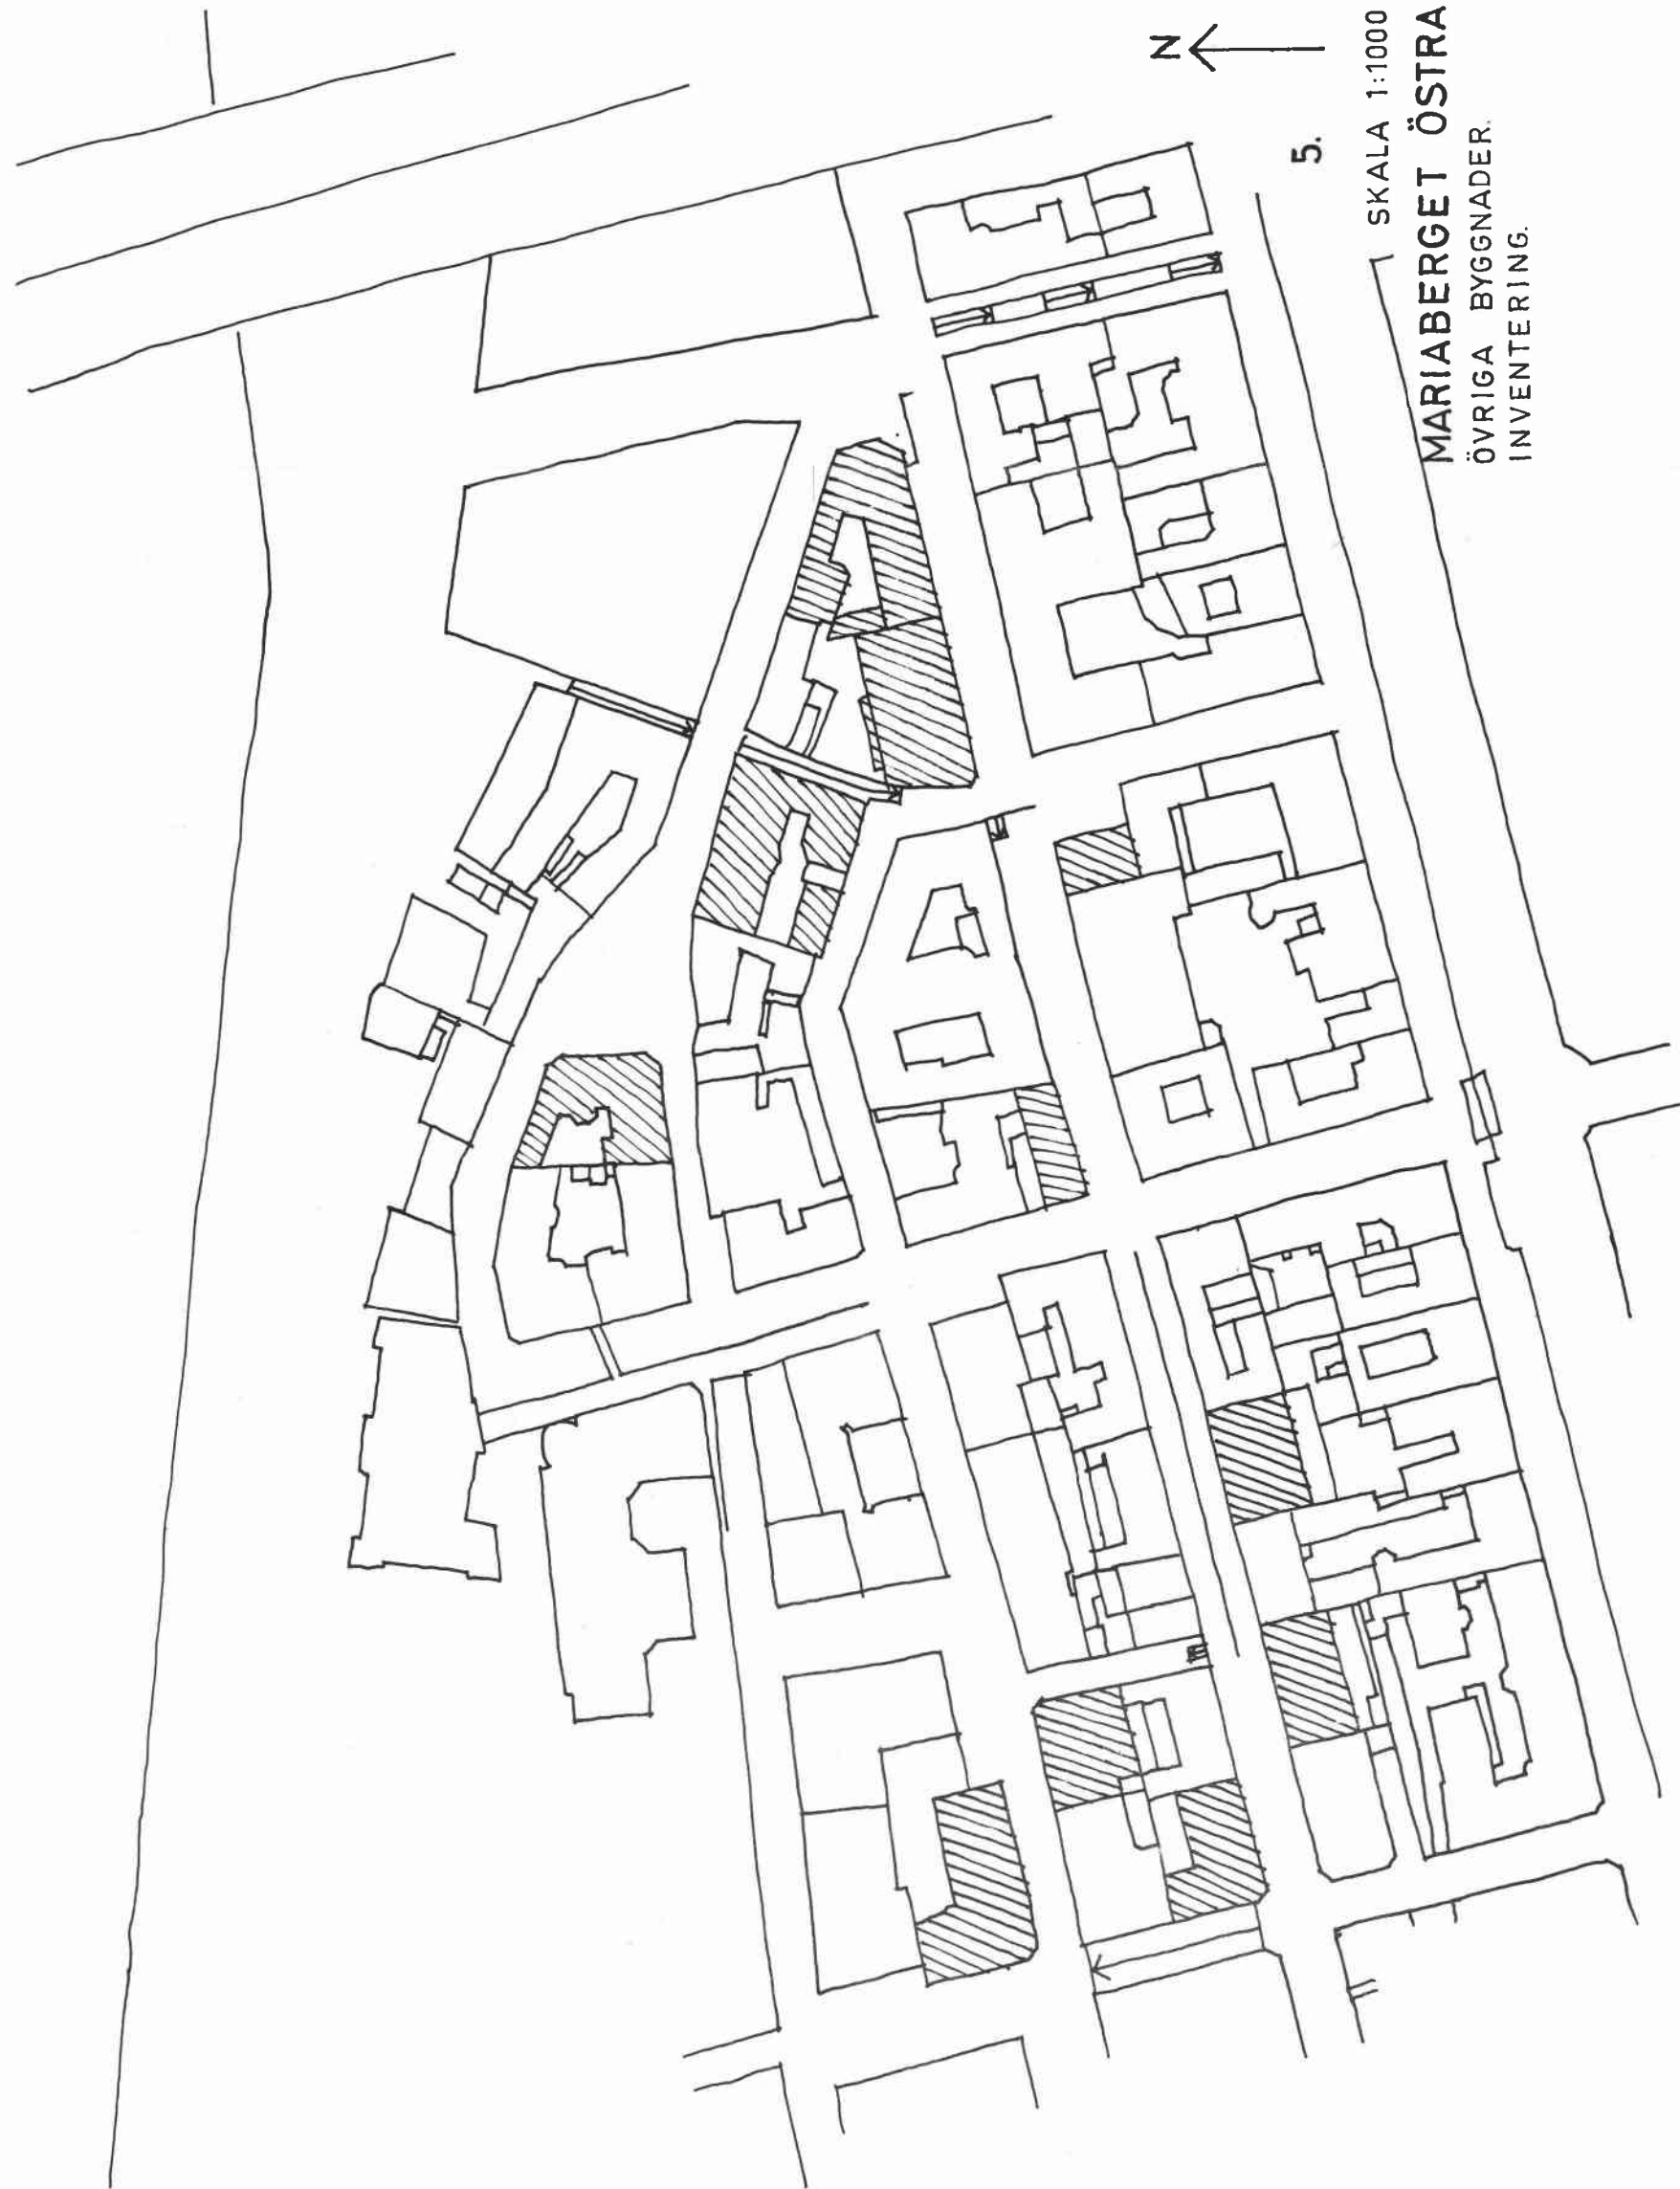 N
5.
SKALA 1:1000
MARIABERGET ÖSTRA
ÖVRIGA BYGGNADER.
INVENTERING.